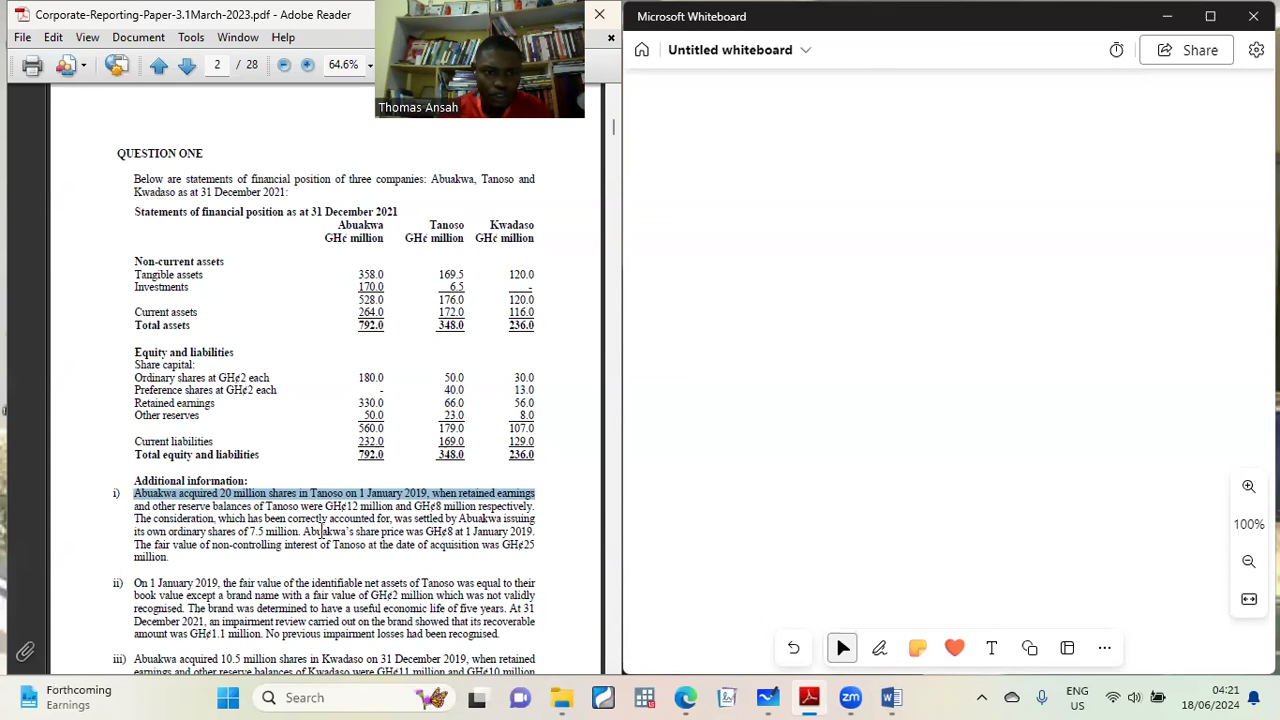 Corporate-Reporting-Paper-3.1March-2023.pdf - Adobe Reader
File Edit View Document Tools Window Help
2 / 28 64.6%
Thomas Ansah
QUESTION ONE
Below are statements of financial position of three companies: Abuakwa, Tanoso and
Kwadaso as at 31 December 2021:
Statements of financial position as at 31 December 2021
Abuakwa Tanoso Kwadaso
GH¢ million GH¢ million GH¢ million
Non-current assets
Tangible assets 358.0 169.5 120.0
Investments 170.0 6.5 -
528.0 176.0 120.0
Current assets 264.0 172.0 116.0
Total assets 792.0 348.0 236.0
Equity and liabilities
Share capital:
Ordinary shares at GH¢2 each 180.0 50.0 30.0
Preference shares at GH¢2 each - 40.0 13.0
Retained earnings 330.0 66.0 56.0
Other reserves 50.0 23.0 8.0
560.0 179.0 107.0
Current liabilities 232.0 169.0 129.0
Total equity and liabilities 792.0 348.0 236.0
Additional information:
i) Abuakwa acquired 20 million shares in Tanoso on 1 January 2019, when retained earnings
and other reserve balances of Tanoso were GH¢12 million and GH¢8 million respectively.
The consideration, which has been correctly accounted for, was settled by Abuakwa issuing
its own ordinary shares of 7.5 million. Abuakwa's share price was GH¢8 at 1 January 2019.
The fair value of non-controlling interest of Tanoso at the date of acquisition was GH¢25
million.
ii) On 1 January 2019, the fair value of the identifiable net assets of Tanoso was equal to their
book value except a brand name with a fair value of GH¢2 million which was not validly
recognised. The brand was determined to have a useful economic life of five years. At 31
December 2021, an impairment review carried out on the brand showed that its recoverable
amount was GH¢1.1 million. No previous impairment losses had been recognised.
iii) Abuakwa acquired 10.5 million shares in Kwadaso on 31 December 2019, when retained
earnings and other reserve balances of Kwadaso were GH¢11 million and GH¢10 million
Microsoft Whiteboard
Untitled whiteboard
Share
100%
Forthcoming
Earnings
Search
ENG
US
04:21
18/06/2024